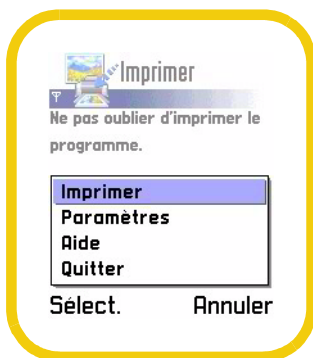 Imprimer
Ne pas oublier d'imprimer le
programme.
Imprimer
Paramètres
Aide
Quitter
Sélect. Annuler